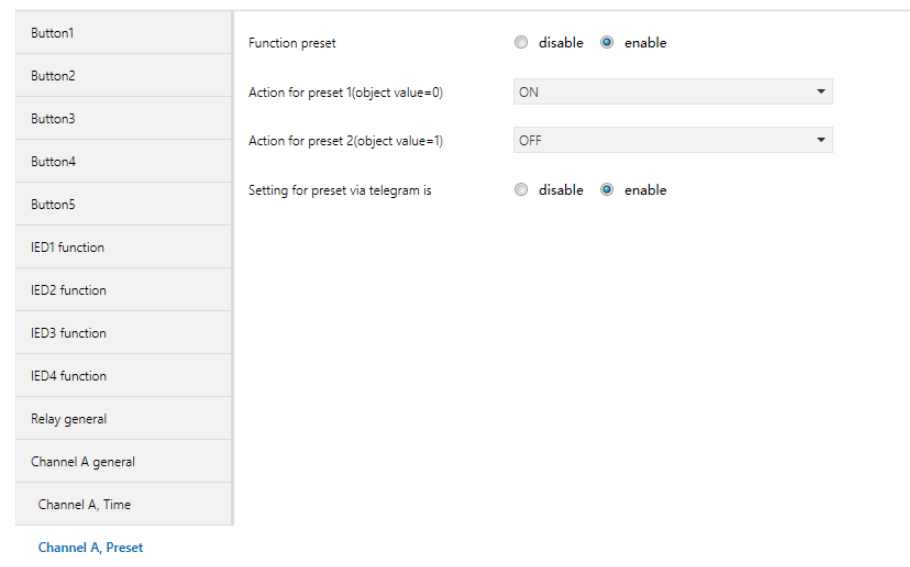 Button1
Button2
Button3
Button4
Button5
IED1 function
IED2 function
IED3 function
IED4 function
Relay general
Channel A general
Channel A, Time
Channel A, Preset
Function preset disable enable
Action for preset 1(object value=0) ON
Action for preset 2(object value=1) OFF
Setting for preset via telegram is disable enable